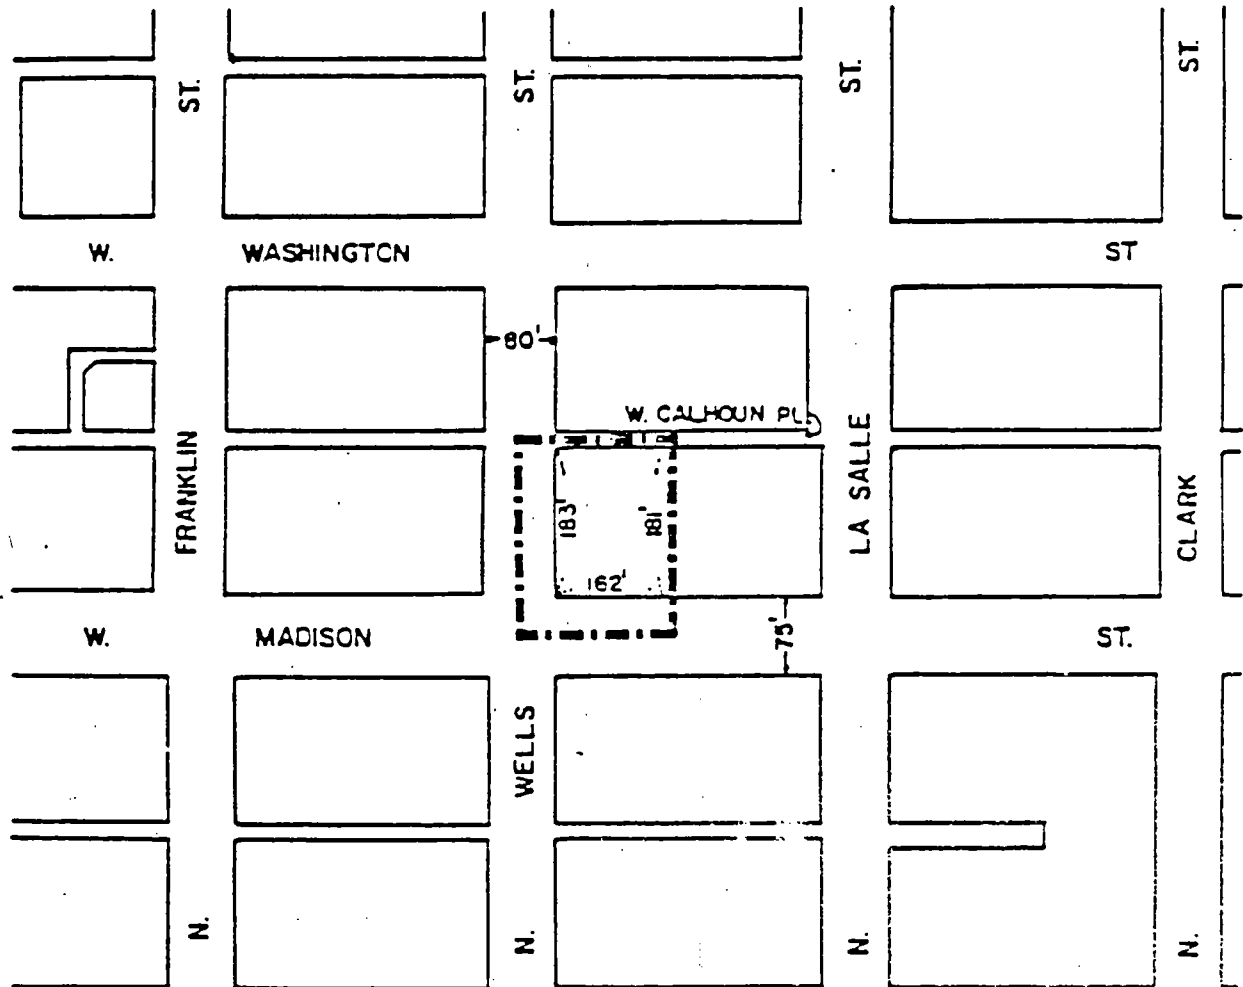 ST.
ST.
ST.
ST.
W. WASHINGTON ST
80'
W. CALHOUN PL.
FRANKLIN
183'
181'
LA SALLE
CLARK
162'
W. MADISON ST.
75'
WELLS
N.
N.
N.
N.